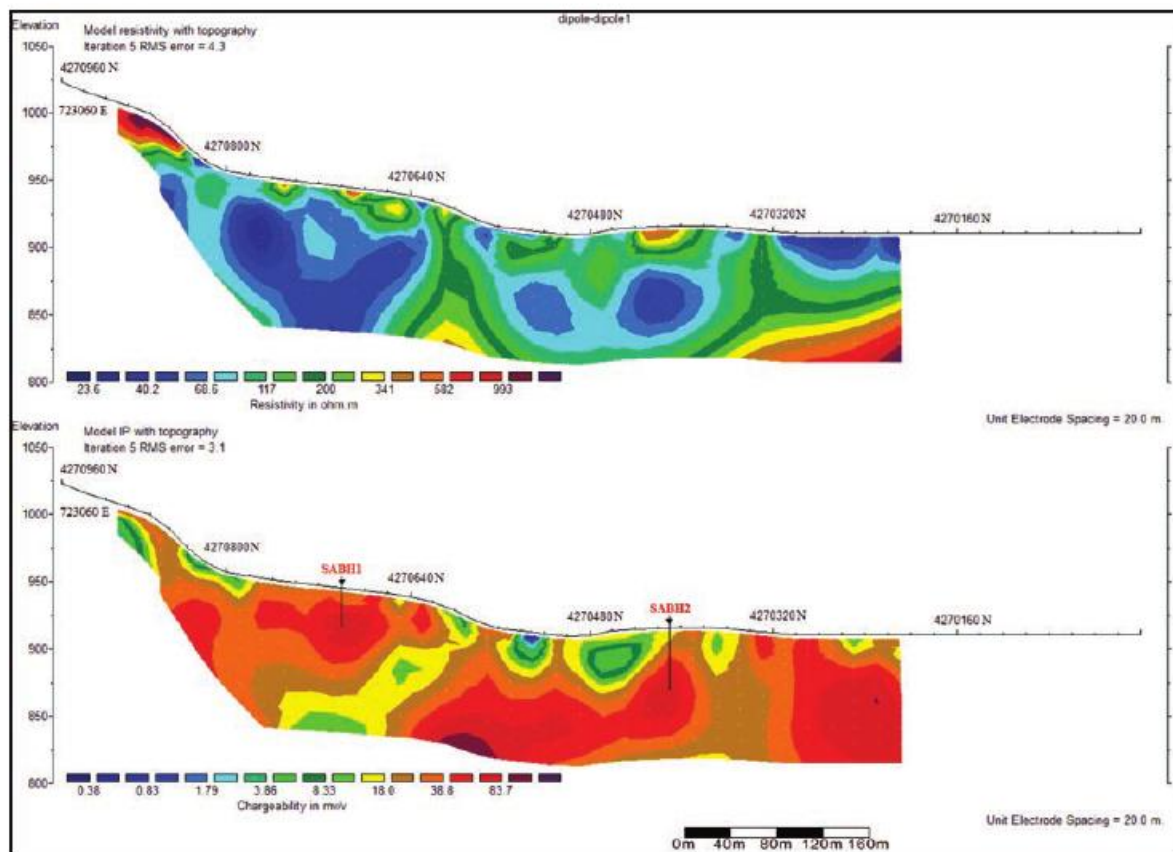 dipole-dipole1
Elevation
Model resistivity with topography
Iteration 5 RMS error = 4.3
1050
4270960 N
1000
723060 E
4270800 N
950
4270640 N
4270480N
4270320N
4270160N
900
850
800
23.6 40.2 68.6 117 200 341 582 993
Resistivity in ohm.m
Unit Electrode Spacing = 20.0 m.
Elevation
Model IP with topography
Iteration 5 RMS error = 3.1
1050
4270960 N
1000
723060 E
4270800N
SABH1
950
4270640 N
SABH2
4270480N
4270320N
4270160N
900
850
800
0.38 0.83 1.79 3.86 8.33 18.0 38.8 83.7
Chargeability in mv/v
Unit Electrode Spacing = 20.0 m.
0m 40m 80m 120m 160m